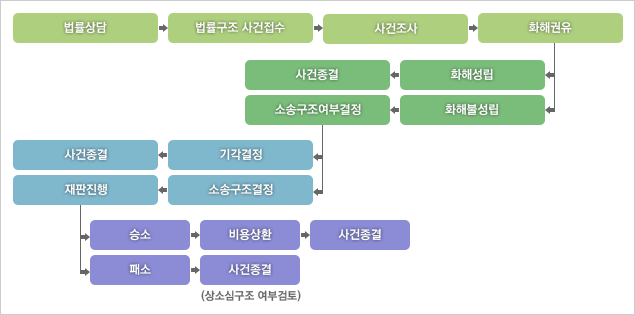 법률상담 법률구조 사건접수 사건조사 화해권유
사건종결 화해성립
소송구조여부결정 화해불성립
사건종결 기각결정
재판진행 소송구조결정
승소 비용상환 사건종결
패소 사건종결
(상소심구조 여부검토)